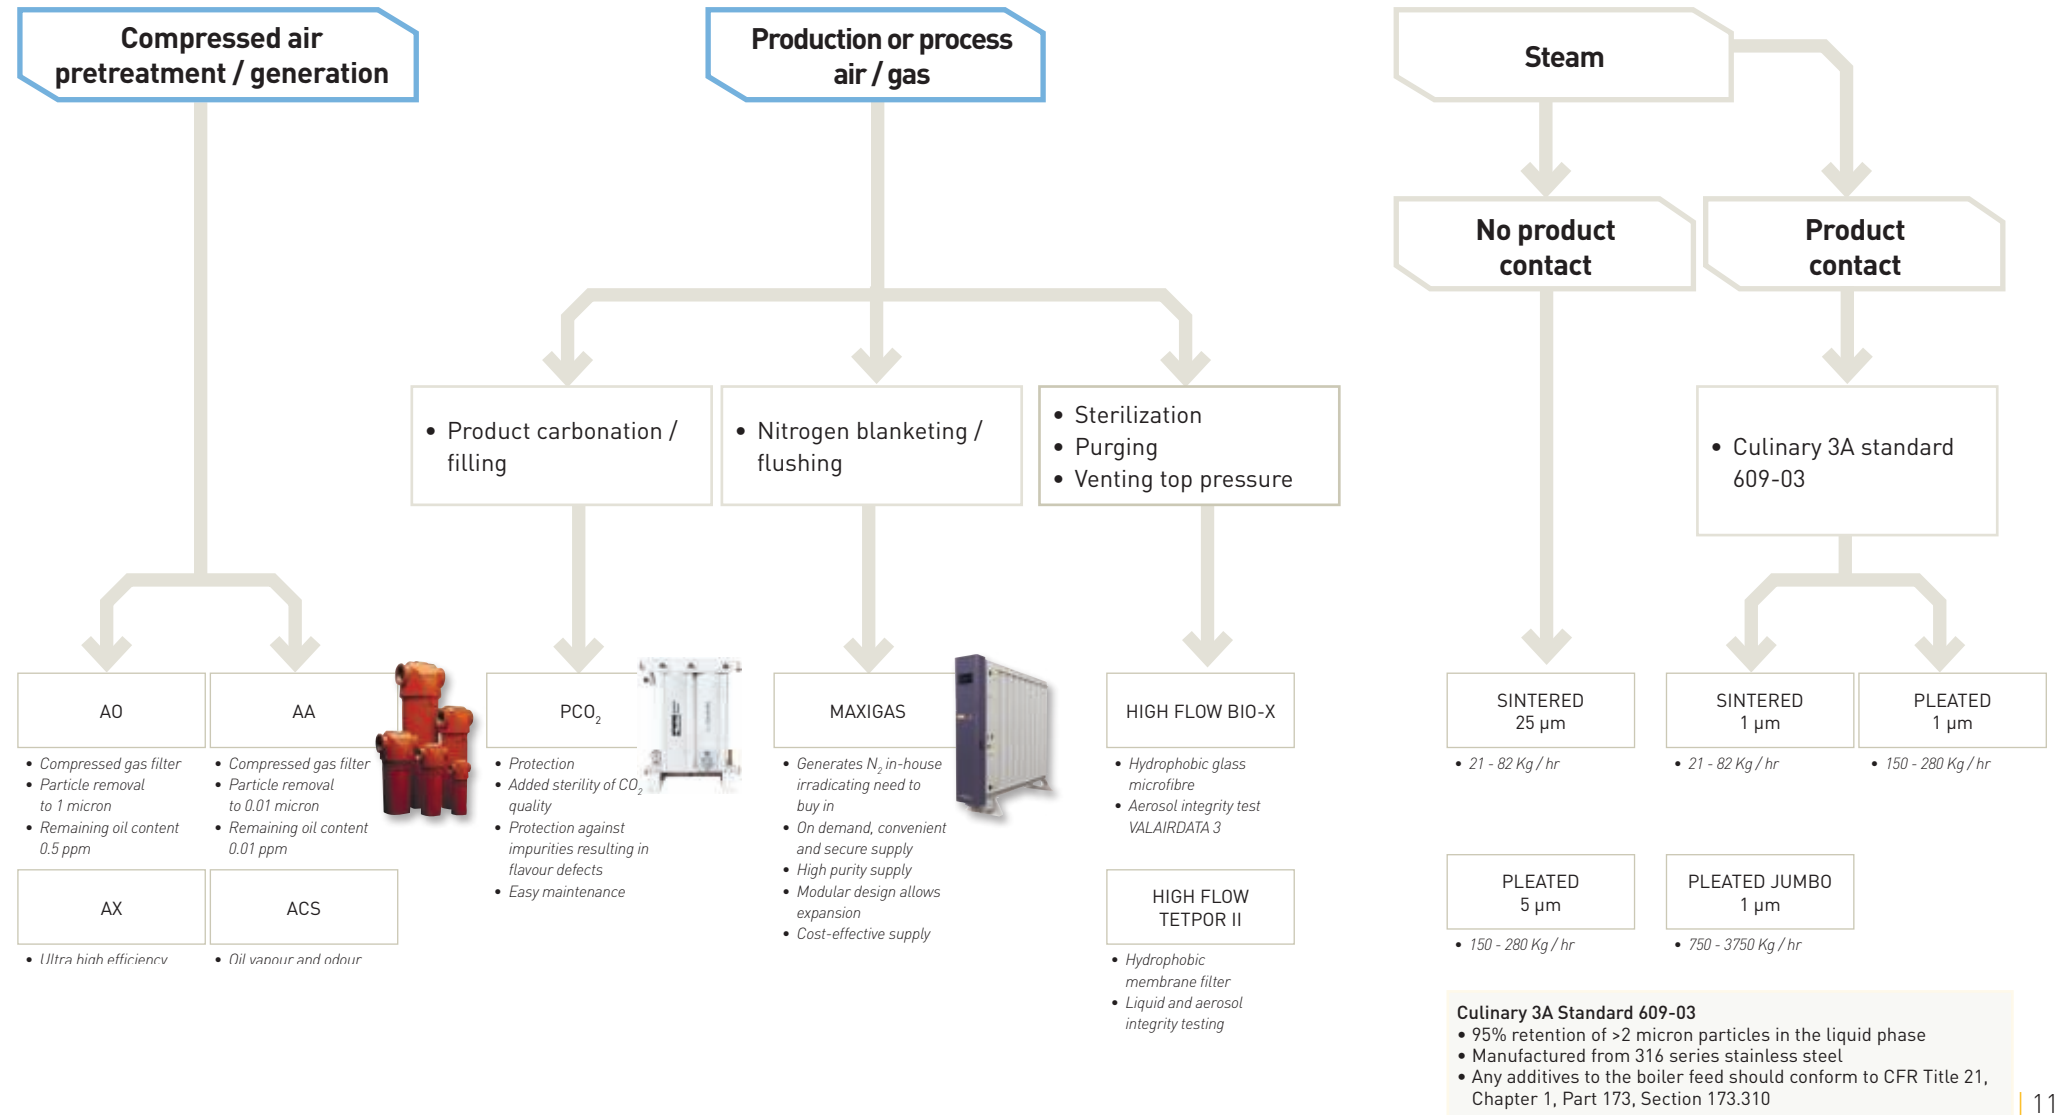 Compressed air
pretreatment / generation
Production or process
air / gas
Steam
No product
contact
Product
contact
• Product carbonation /
filling
• Nitrogen blanketing /
flushing
• Sterilization
• Purging
• Venting top pressure
• Culinary 3A standard
609-03
AO
• Compressed gas filter
• Particle removal
to 1 micron
• Remaining oil content
0.5 ppm
AA
• Compressed gas filter
• Particle removal
to 0.01 micron
• Remaining oil content
0.01 ppm
AX
• Ultra high efficiency
ACS
• Oil vapour and odour
PCO₂
• Protection
• Added sterility of CO₂
quality
• Protection against
impurities resulting in
flavour defects
• Easy maintenance
MAXIGAS
• Generates N₂ in-house
irradicating need to
buy in
• On demand, convenient
and secure supply
• High purity supply
• Modular design allows
expansion
• Cost-effective supply
HIGH FLOW BIO-X
• Hydrophobic glass
microfibre
• Aerosol integrity test
VALAIRDATA 3
HIGH FLOW
TETPOR II
• Hydrophobic
membrane filter
• Liquid and aerosol
integrity testing
SINTERED
25 µm
• 21 - 82 Kg / hr
SINTERED
1 µm
• 21 - 82 Kg / hr
PLEATED
1 µm
• 150 - 280 Kg / hr
PLEATED
5 µm
• 150 - 280 Kg / hr
PLEATED JUMBO
1 µm
• 750 - 3750 Kg / hr
Culinary 3A Standard 609-03
• 95% retention of >2 micron particles in the liquid phase
• Manufactured from 316 series stainless steel
• Any additives to the boiler feed should conform to CFR Title 21,
Chapter 1, Part 173, Section 173.310
11